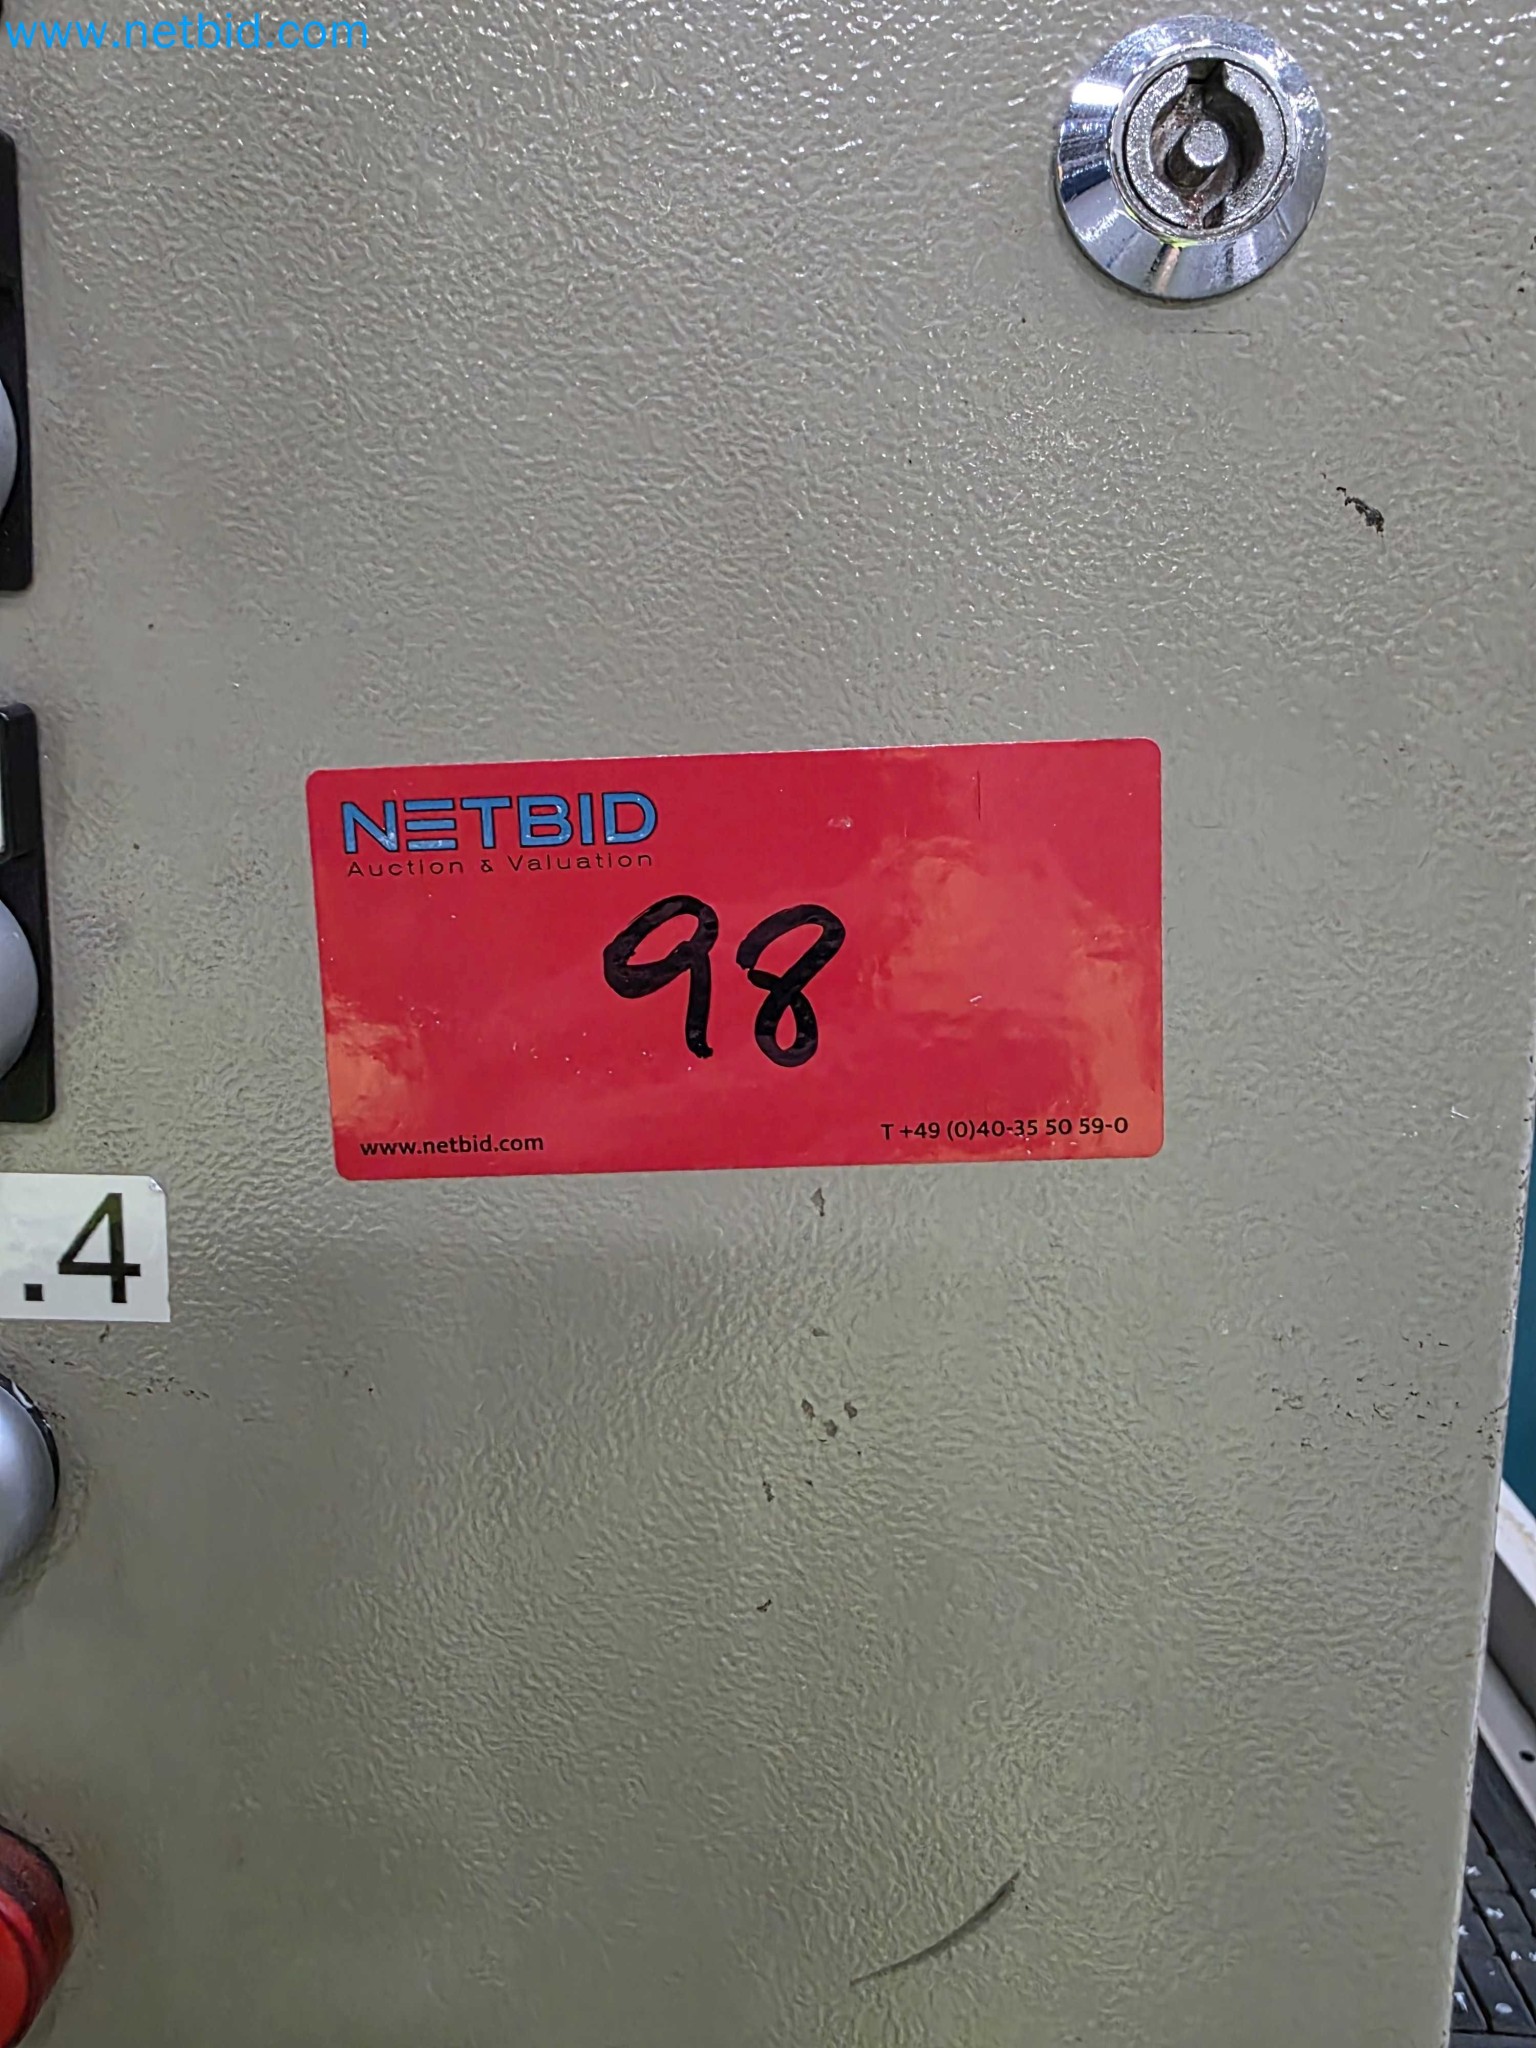 www.netbid.com
NETBID
Auction & Valuation
98
www.netbid.com
T +49 (0)40-35 50 59-0
.4